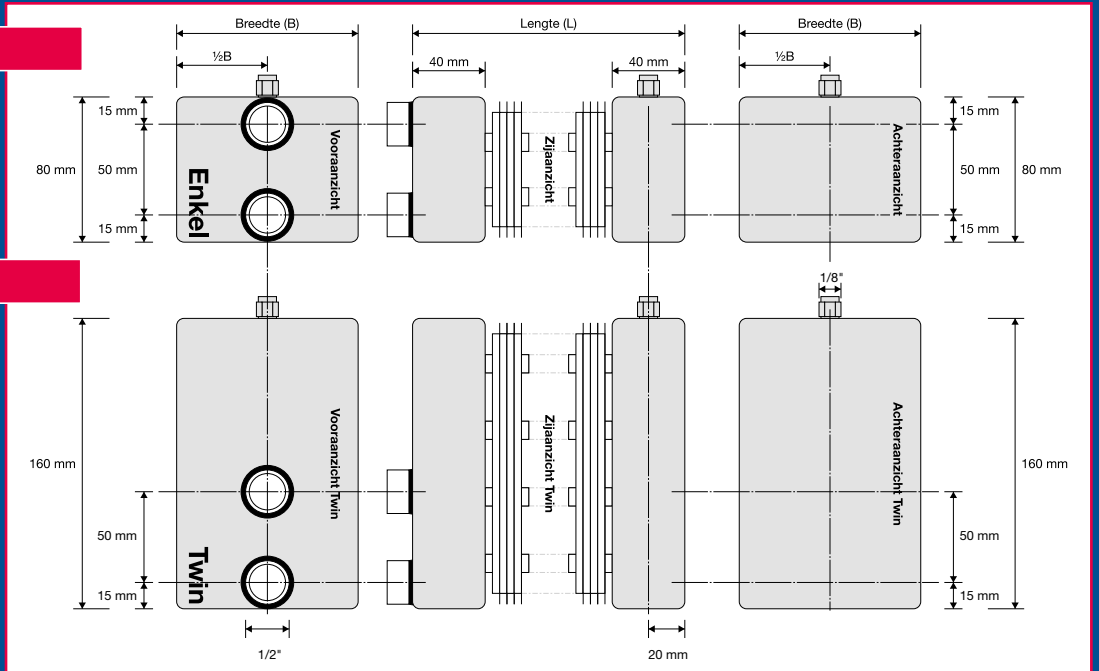 Breedte (B)
Lengte (L)
Breedte (B)
½B
40 mm
40 mm
½B
15 mm
50 mm
15 mm
80 mm
Enkel
Vooraanzicht
Zijaanzicht
Achteraanzicht
15 mm
50 mm
15 mm
80 mm
1/8"
160 mm
50 mm
15 mm
Twin
Vooraanzicht Twin
Zijaanzicht Twin
Achteraanzicht Twin
160 mm
50 mm
15 mm
1/2"
20 mm